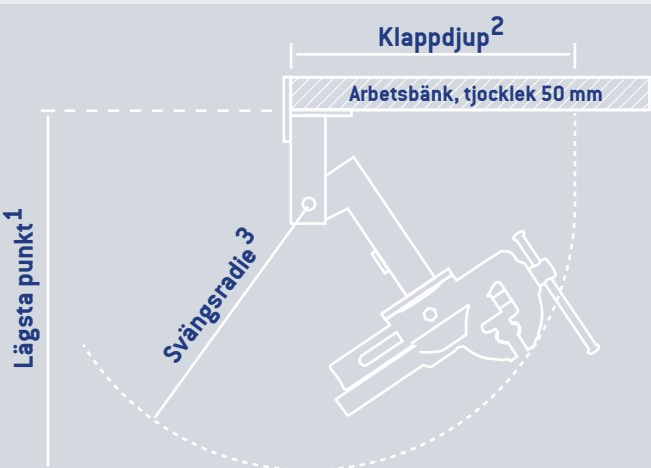 Klappdjup²
Arbetsbänk, tjocklek 50 mm
Lägsta punkt¹
Svängsradie ³